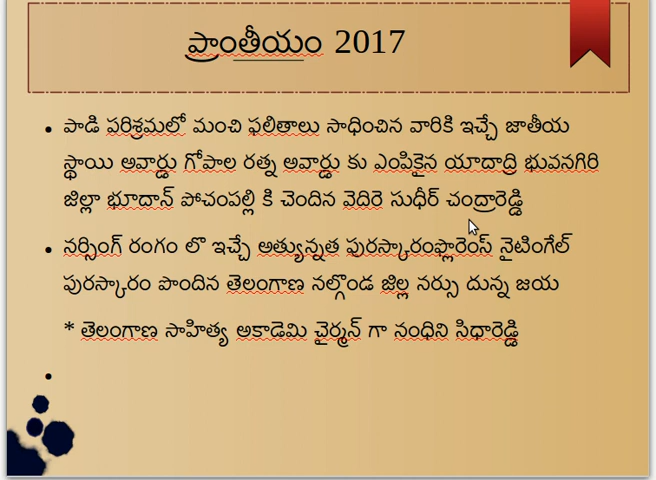 ప్రాంతీయం 2017
• పాడి పరిశ్రమలో మంచి ఫలితాలు సాధించిన వారికి ఇచ్చే జాతీయ
స్థాయి అవార్డు గోపాల రత్న అవార్డు కు ఎంపికైన యాదాద్రి భువనగిరి
జిల్లా భూదాన్ పోచంపల్లి కి చెందిన వెదిరె సుధీర్ చంద్రారెడ్డి
• నర్సింగ్ రంగం లొ ఇచ్చే అత్యున్నత పురస్కారంఫ్లొరెంస్ నైటింగేల్
పురస్కారం పొందిన తెలంగాణ నల్గొండ జిల్ల నర్సు దున్న జయ
* తెలంగాణ సాహిత్య అకాడెమి చైర్మన్ గా నంధిని సిధారెడ్డి
•